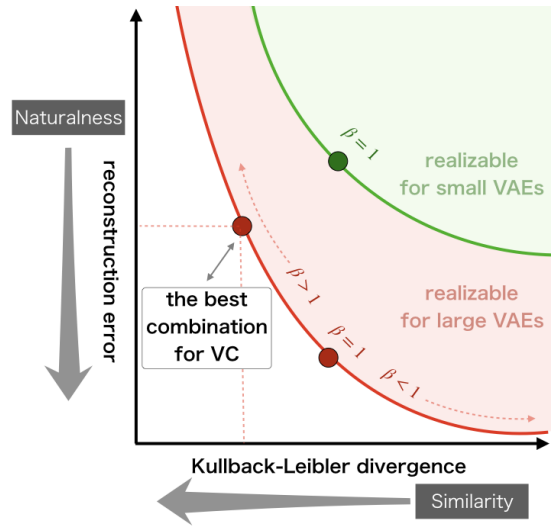 Naturalness
reconstruction error
β = 1
realizable
for small VAEs
realizable
for large VAEs
β > 1
the best
combination
for VC
β = 1
β < 1
Kullback-Leibler divergence
Similarity